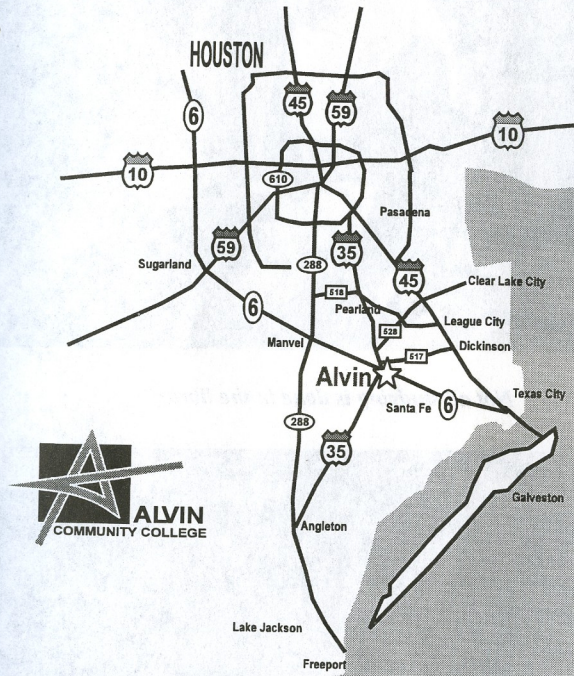 HOUSTON
6
45
59
10
10
610
Pasadena
59
35
288
Sugarland
45
518
Clear Lake City
6
Pearland
League City
528
Manvel
Dickinson
517
Alvin
Texas City
Santa Fe
6
288
35
Galveston
ALVIN
COMMUNITY COLLEGE
Angleton
Lake Jackson
Freeport